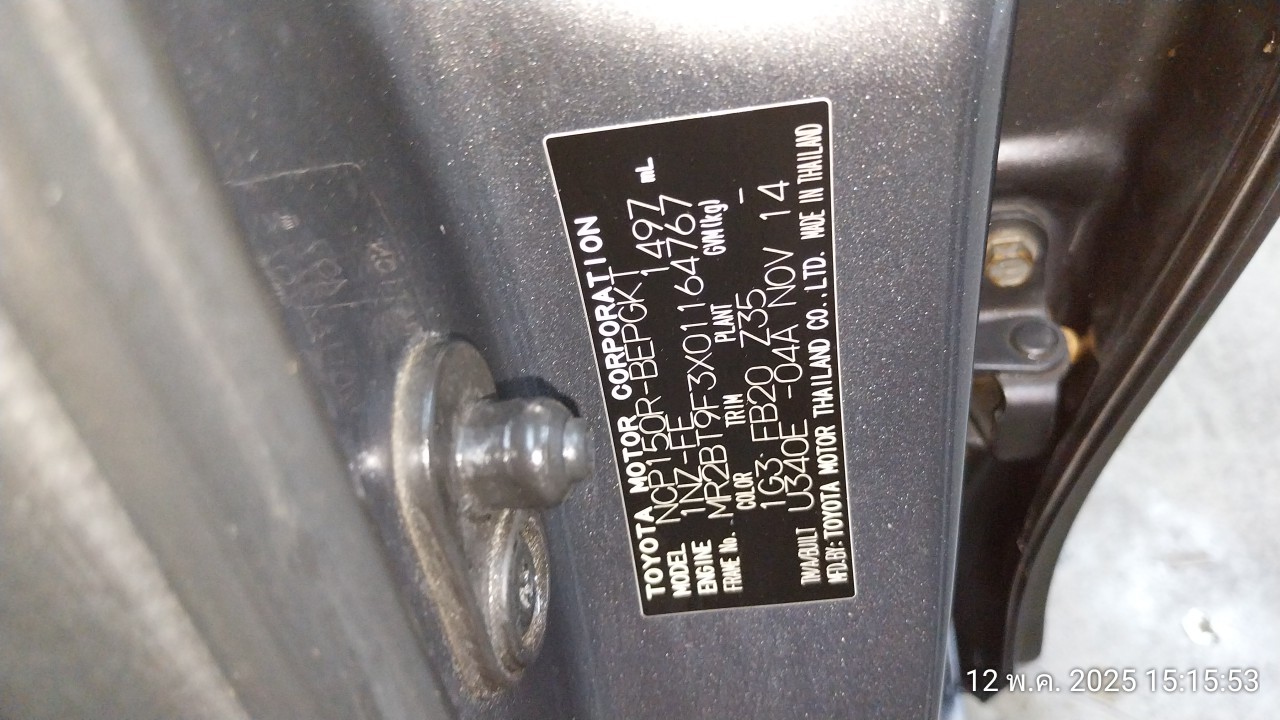 TOYOTA MOTOR CORPORATION
MODEL NCP150R-BEPGKT
ENGINE 1NZ-FE 1497 mL
FRAME No. MR2BT9F3X01164767
COLOR TRIM PLANT GVM(kg)
1G3 FB20 Z35 -
T/M/A/BUILT U340E -04A NOV 14
MFD.BY:TOYOTA MOTOR THAILAND CO.,LTD. MADE IN THAILAND
12 พ.ค. 2025 15:15:53